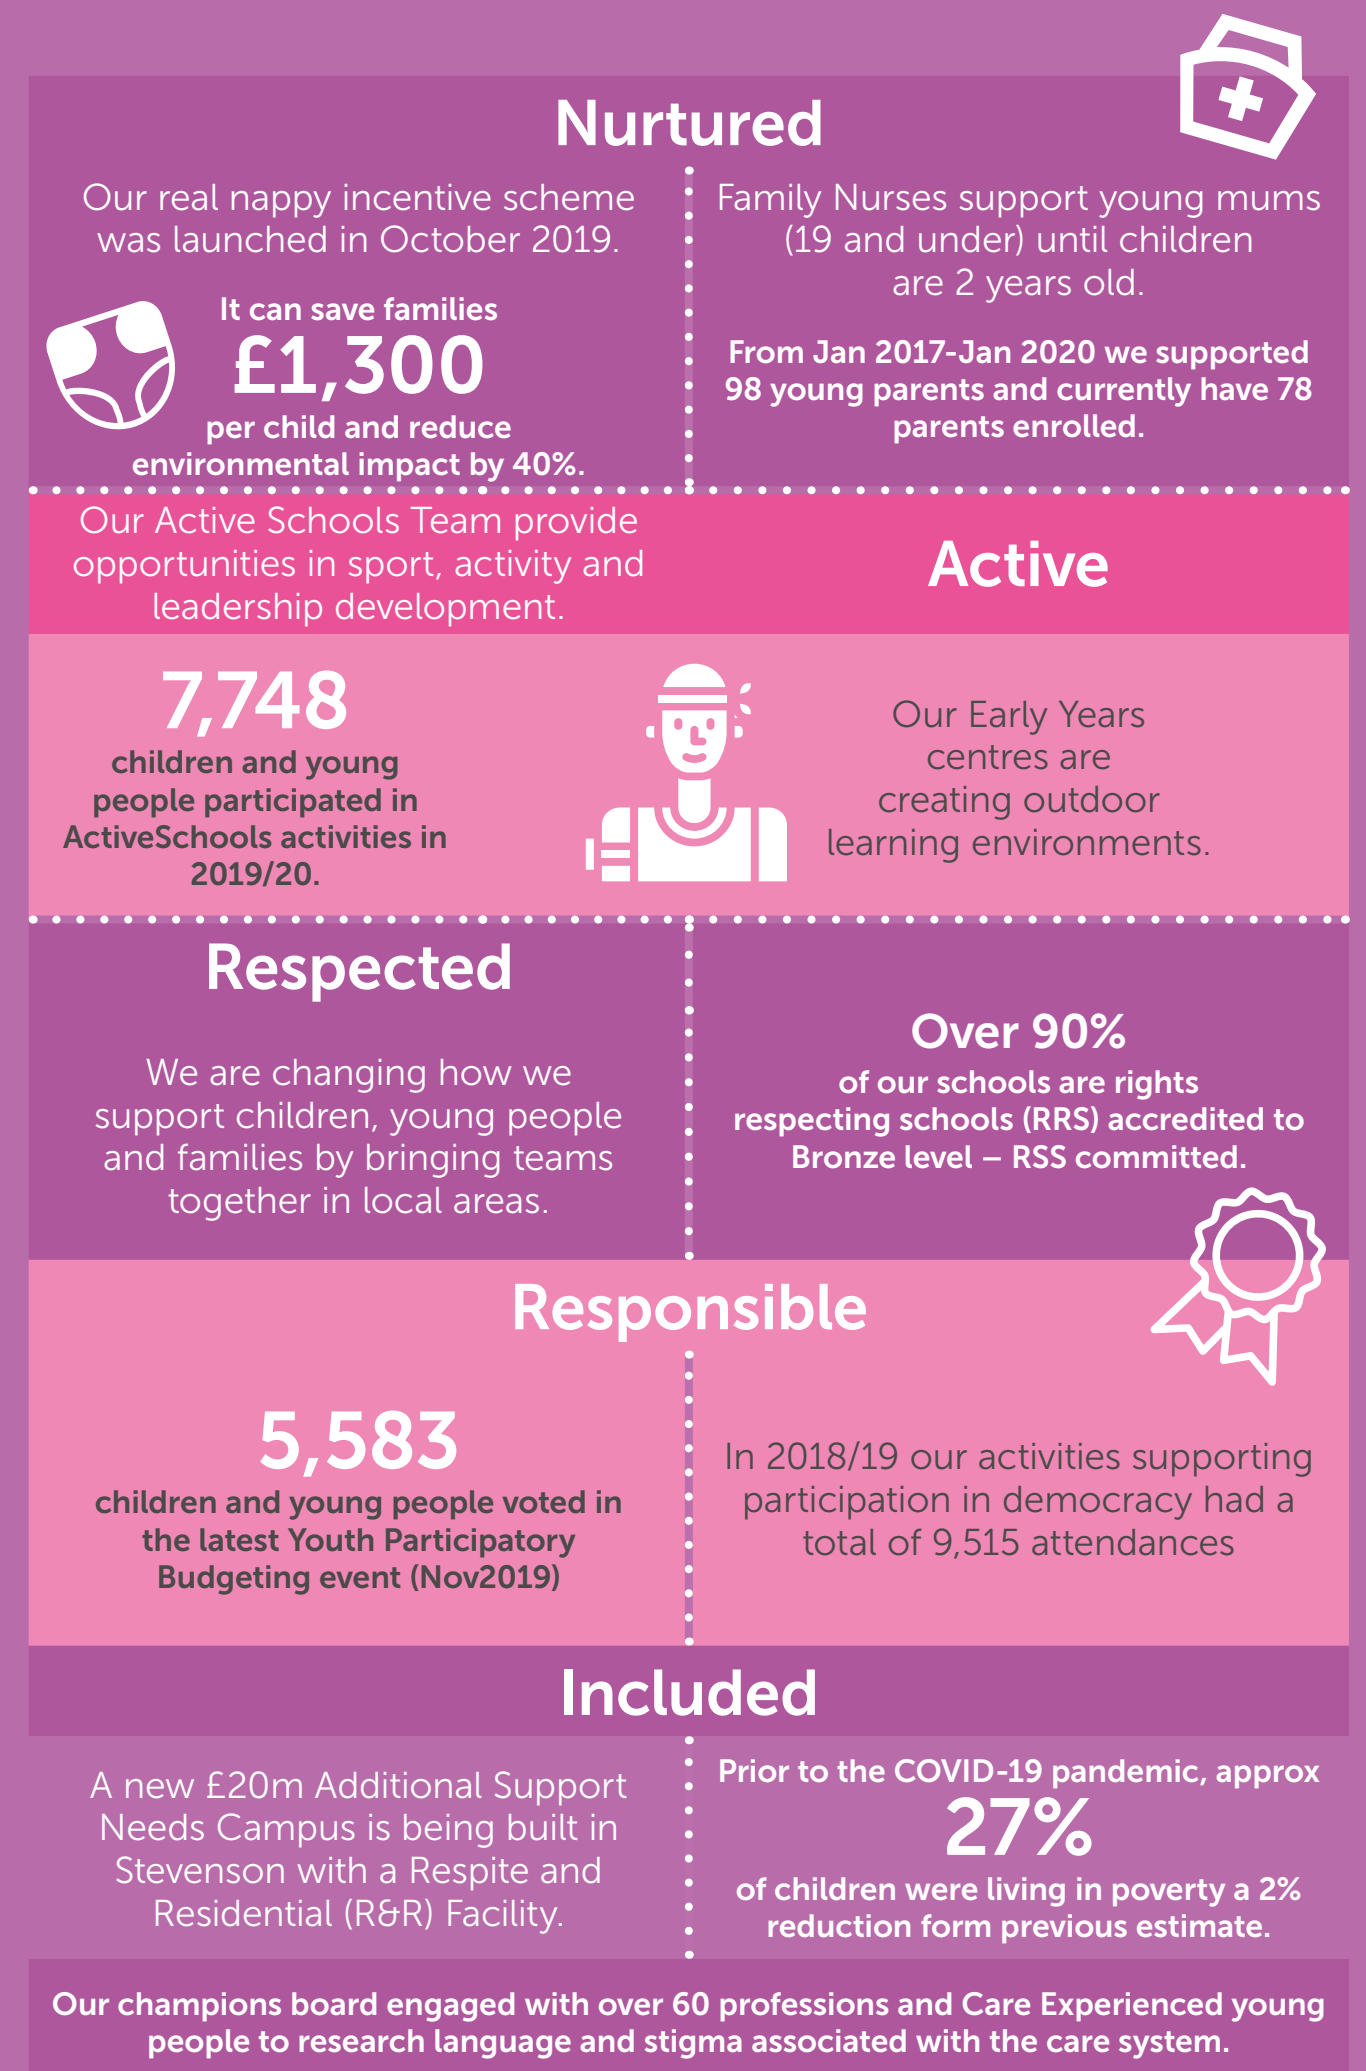 Nurtured
Our real nappy incentive scheme
was launched in October 2019.
It can save families
£1,300
per child and reduce
environmental impact by 40%.
Family Nurses support young mums
(19 and under) until children
are 2 years old.
From Jan 2017-Jan 2020 we supported
98 young parents and currently have 78
parents enrolled.
Our Active Schools Team provide
opportunities in sport, activity and
leadership development.
Active
7,748
children and young
people participated in
ActiveSchools activities in
2019/20.
Our Early Years
centres are
creating outdoor
learning environments.
Respected
We are changing how we
support children, young people
and families by bringing teams
together in local areas.
Over 90%
of our schools are rights
respecting schools (RRS) accredited to
Bronze level – RSS committed.
Responsible
5,583
children and young people voted in
the latest Youth Participatory
Budgeting event (Nov2019)
In 2018/19 our activities supporting
participation in democracy had a
total of 9,515 attendances
Included
A new £20m Additional Support
Needs Campus is being built in
Stevenson with a Respite and
Residential (R&R) Facility.
Prior to the COVID-19 pandemic, approx
27%
of children were living in poverty a 2%
reduction form previous estimate.
Our champions board engaged with over 60 professions and Care Experienced young
people to research language and stigma associated with the care system.